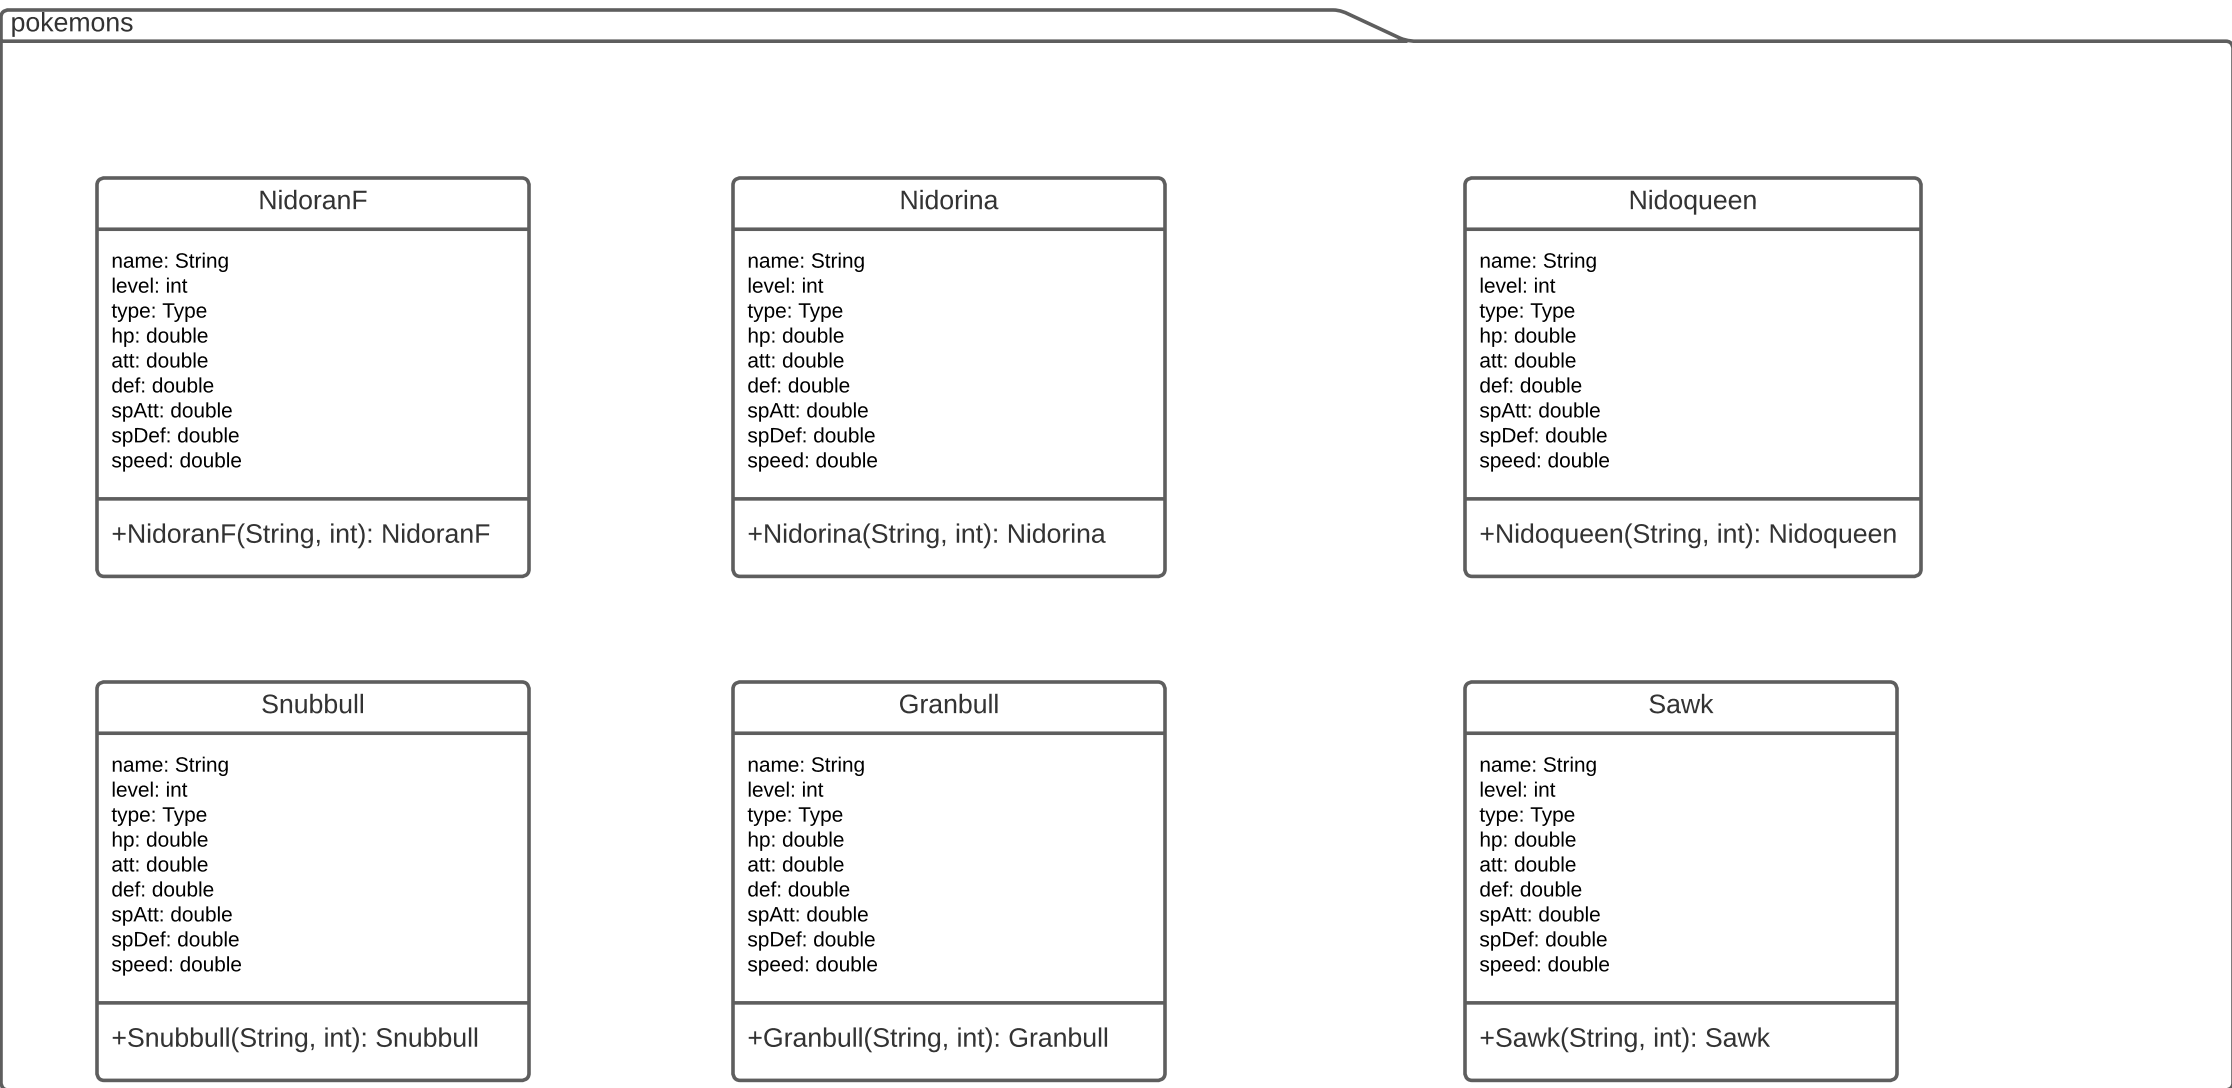 pokemons
NidoranF
name: String
level: int
type: Type
hp: double
att: double
def: double
spAtt: double
spDef: double
speed: double
+NidoranF(String, int): NidoranF
Nidorina
name: String
level: int
type: Type
hp: double
att: double
def: double
spAtt: double
spDef: double
speed: double
+Nidorina(String, int): Nidorina
Nidoqueen
name: String
level: int
type: Type
hp: double
att: double
def: double
spAtt: double
spDef: double
speed: double
+Nidoqueen(String, int): Nidoqueen
Snubbull
name: String
level: int
type: Type
hp: double
att: double
def: double
spAtt: double
spDef: double
speed: double
+Snubbull(String, int): Snubbull
Granbull
name: String
level: int
type: Type
hp: double
att: double
def: double
spAtt: double
spDef: double
speed: double
+Granbull(String, int): Granbull
Sawk
name: String
level: int
type: Type
hp: double
att: double
def: double
spAtt: double
spDef: double
speed: double
+Sawk(String, int): Sawk